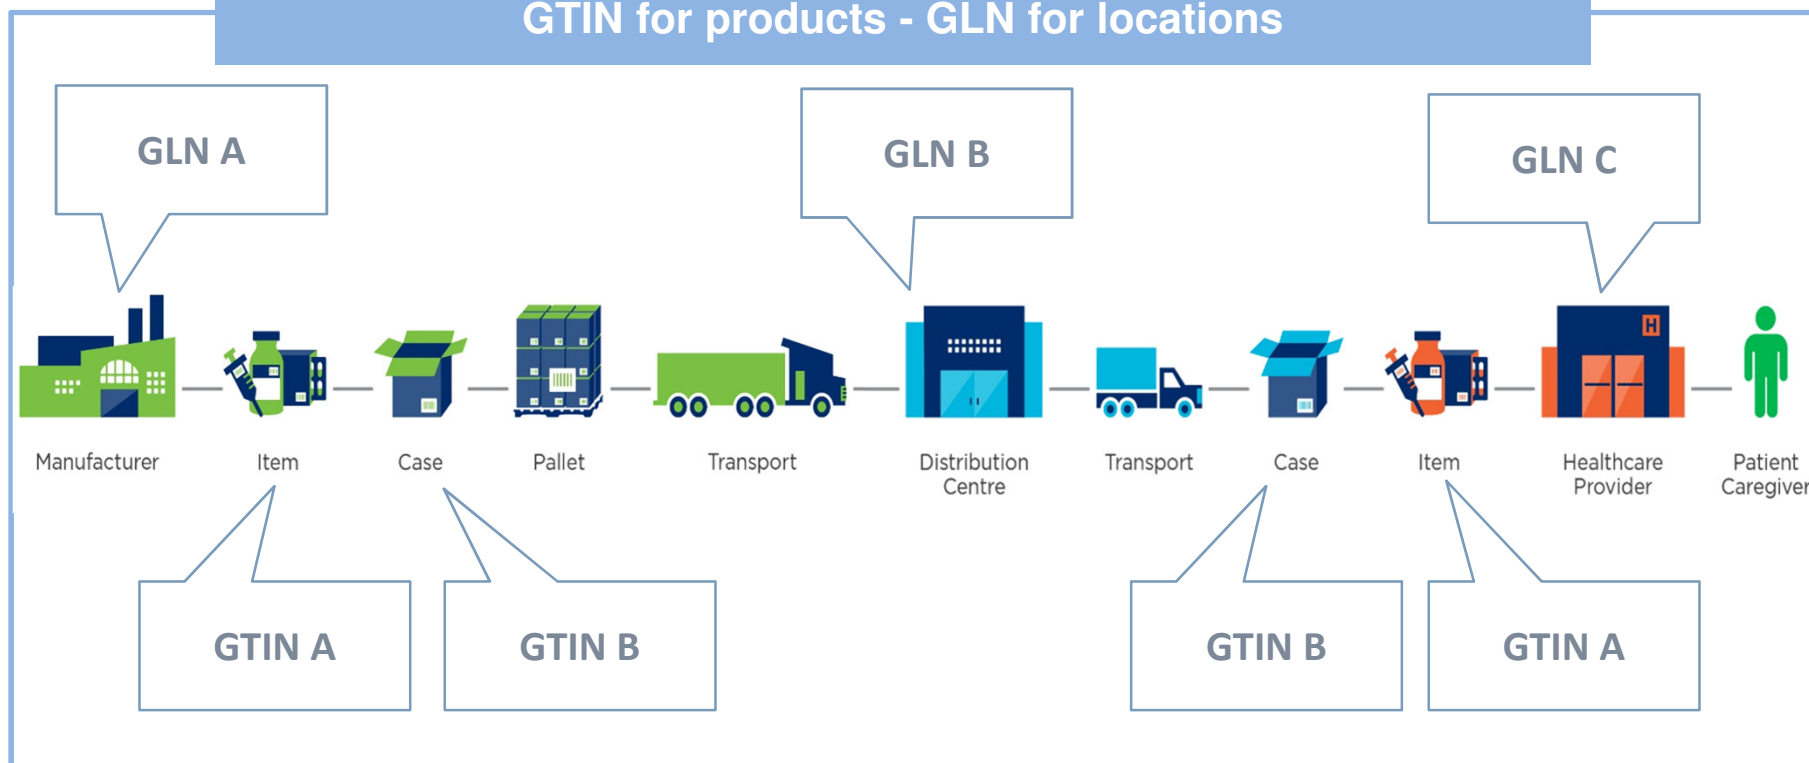 GTIN for products - GLN for locations
GLN A
GLN B
GLN C
H
Manufacturer
Item
Case
Pallet
Transport
Distribution
Centre
Transport
Case
Item
Healthcare
Provider
Patient
Caregiver
GTIN A
GTIN B
GTIN B
GTIN A